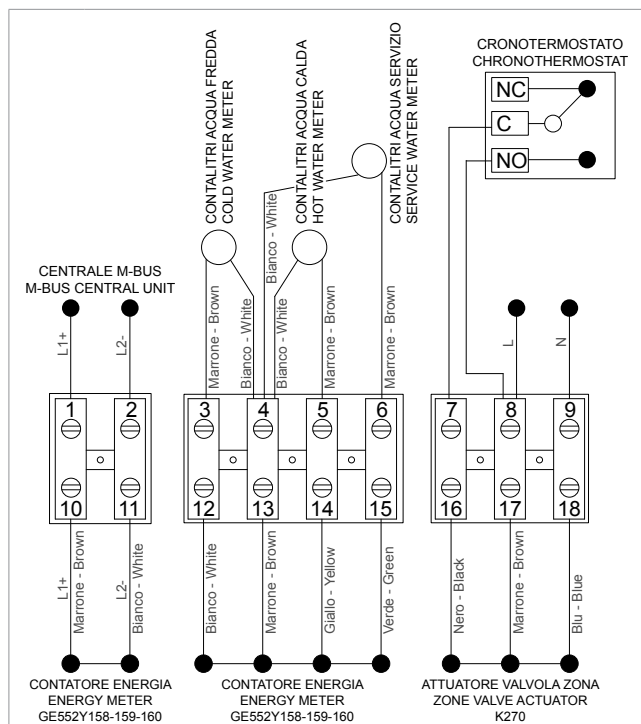 CRONOTERMOSTATO
CHRONOTHERMOSTAT
NC
C
NO
CONTALITRI ACQUA FREDDA
COLD WATER METER
CONTALITRI ACQUA CALDA
HOT WATER METER
CONTALITRI ACQUA SERVIZIO
SERVICE WATER METER
CENTRALE M-BUS
M-BUS CENTRAL UNIT
L1+
L2-
Marrone - Brown
Bianco - White
Bianco - White
Bianco - White
Marrone - Brown
Marrone - Brown
L
N
1
2
3
4
5
6
7
8
9
10
11
12
13
14
15
16
17
18
L1+
Marrone - Brown
L2-
Bianco - White
Bianco - White
Marrone - Brown
Giallo - Yellow
Verde - Green
Nero - Black
Marrone - Brown
Blu - Blue
CONTATORE ENERGIA
ENERGY METER
GE552Y158-159-160
CONTATORE ENERGIA
ENERGY METER
GE552Y158-159-160
ATTUATORE VALVOLA ZONA
ZONE VALVE ACTUATOR
K270